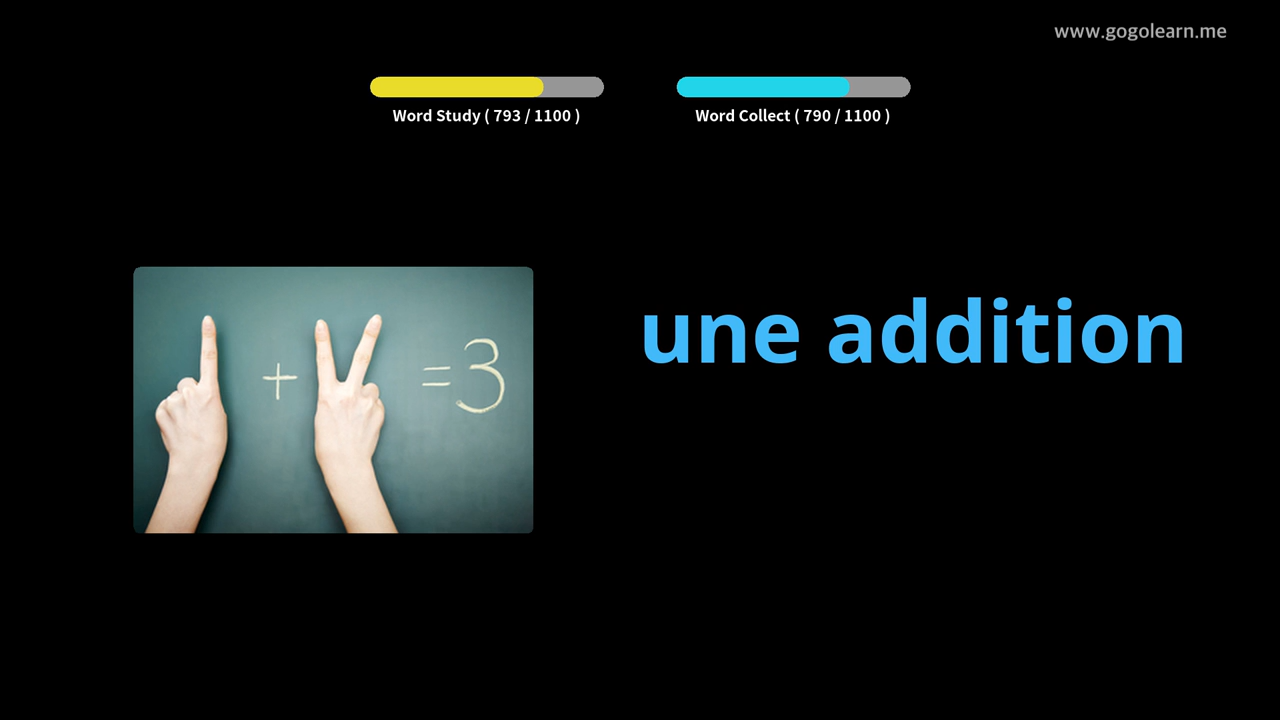 www.gogolearn.me
Word Study ( 793 / 1100 )
Word Collect ( 790 / 1100 )
une addition
+ =3